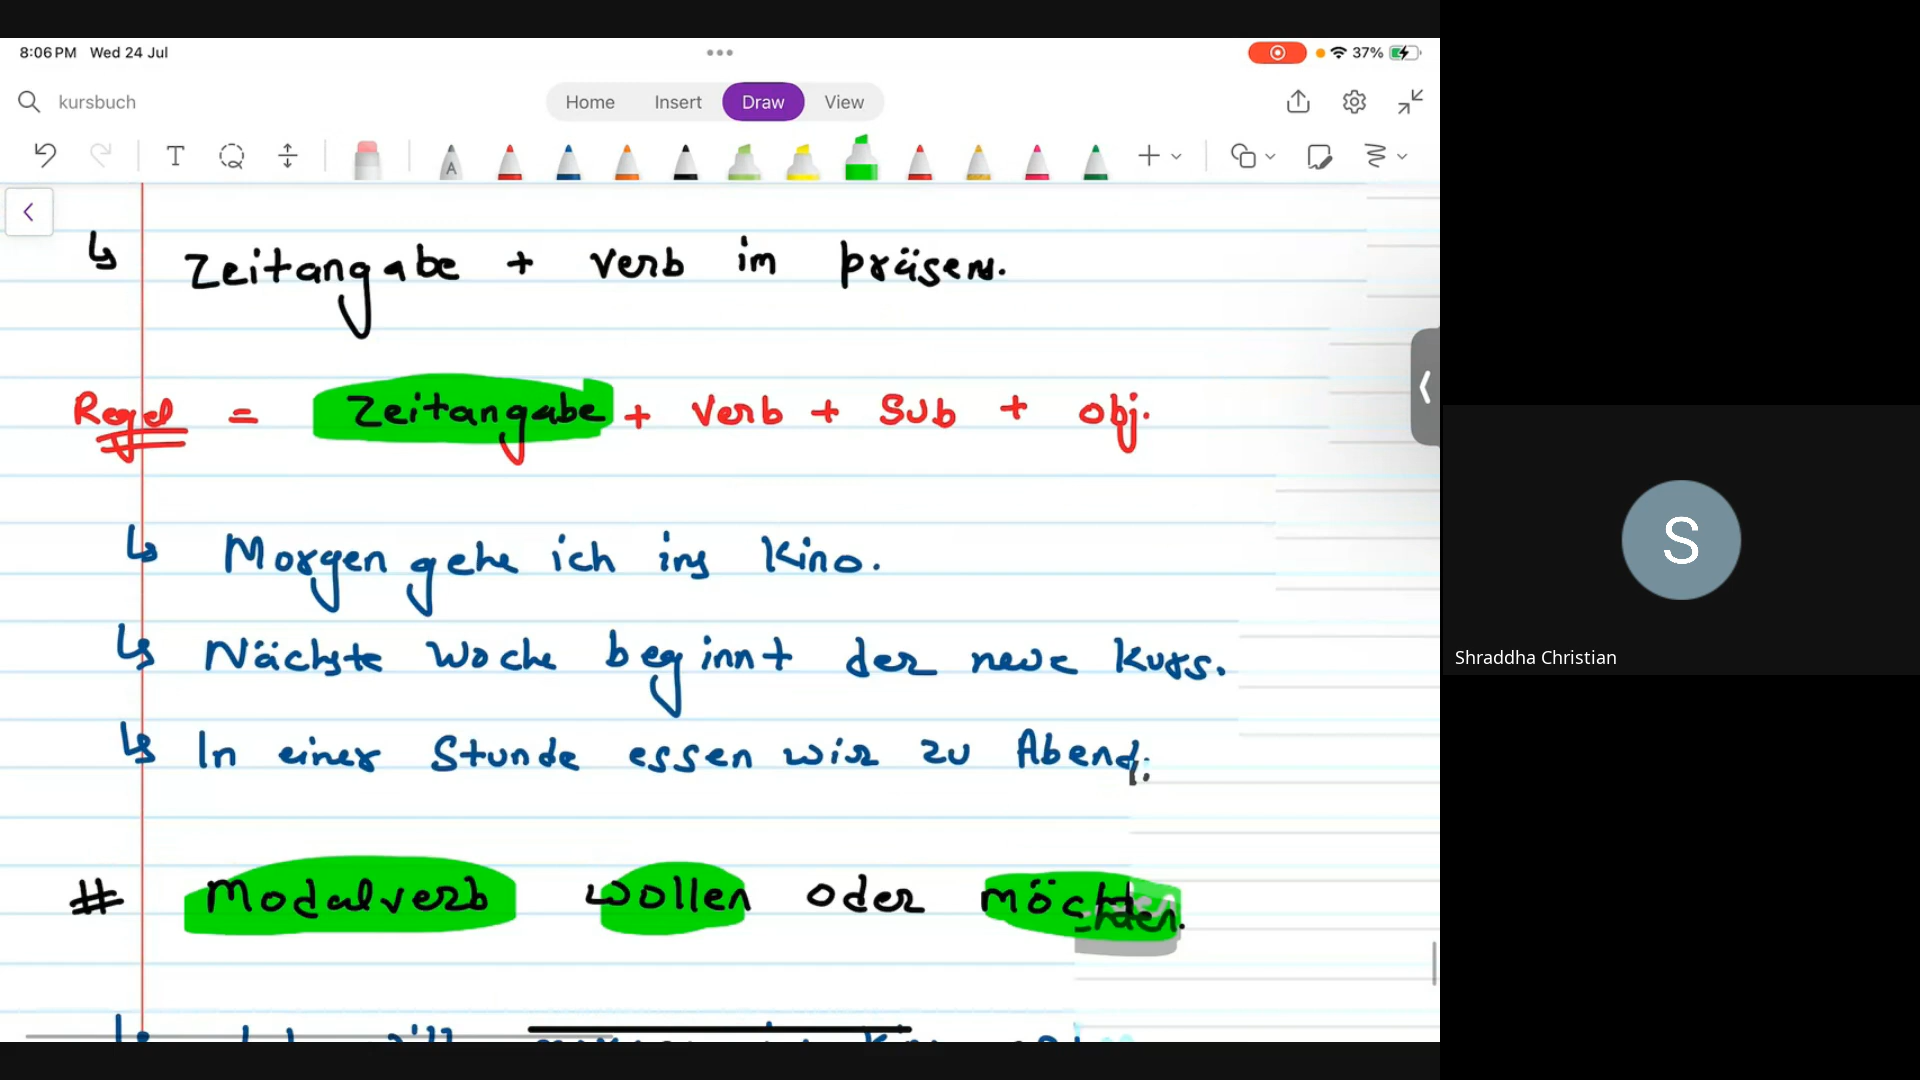 8:06 PM Wed 24 Jul
37%
kursbuch
Home Insert Draw View
T
A
↳ Zeitangabe + verb im präsens.
Regel = Zeitangabe + Verb + Sub + obj.
↳ Morgen gehe ich ins Kino.
↳ Nächste Woche beginnt der neue Kurs.
↳ In einer Stunde essen wir zu Abend.
# Modalverb wollen oder möchten.
S
Shraddha Christian